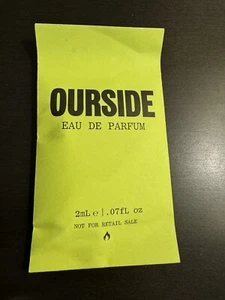 OURSIDE
EAU DE PARFUM
2mL ℮ | .07fL oz
NOT FOR RETAIL SALE